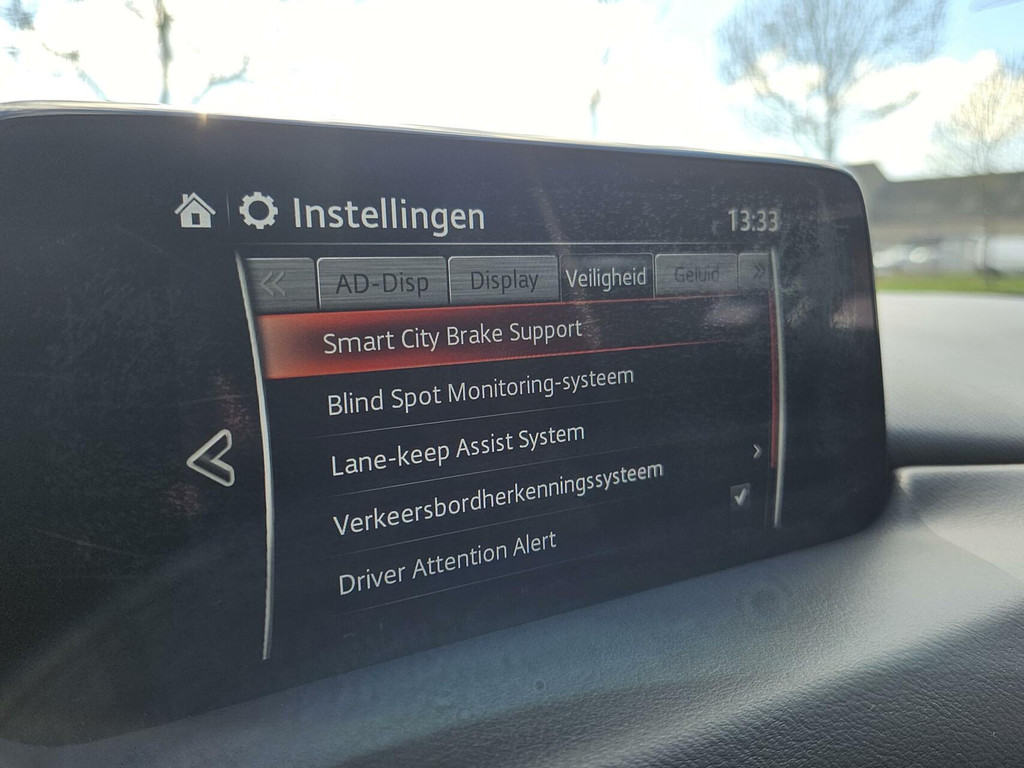 Instellingen
13:33
AD-Disp
Display
Veiligheid
Geluid
Smart City Brake Support
Blind Spot Monitoring-systeem
Lane-keep Assist System
Verkeersbordherkenningssysteem
Driver Attention Alert